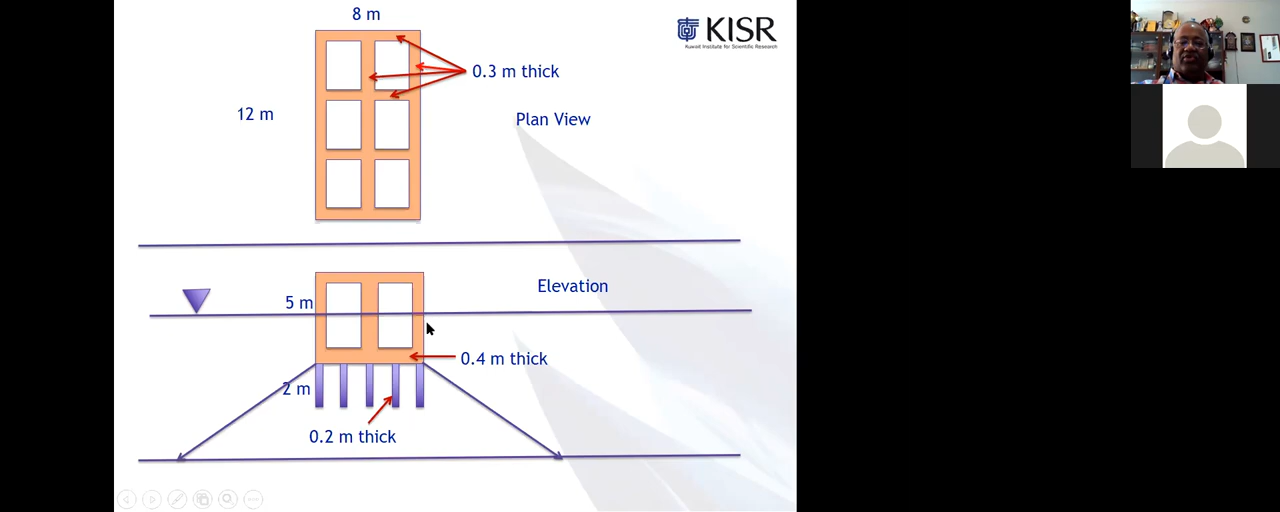 8 m
KISR
Kuwait Institute for Scientific Research
0.3 m thick
12 m
Plan View
Elevation
5 m
0.4 m thick
2 m
0.2 m thick